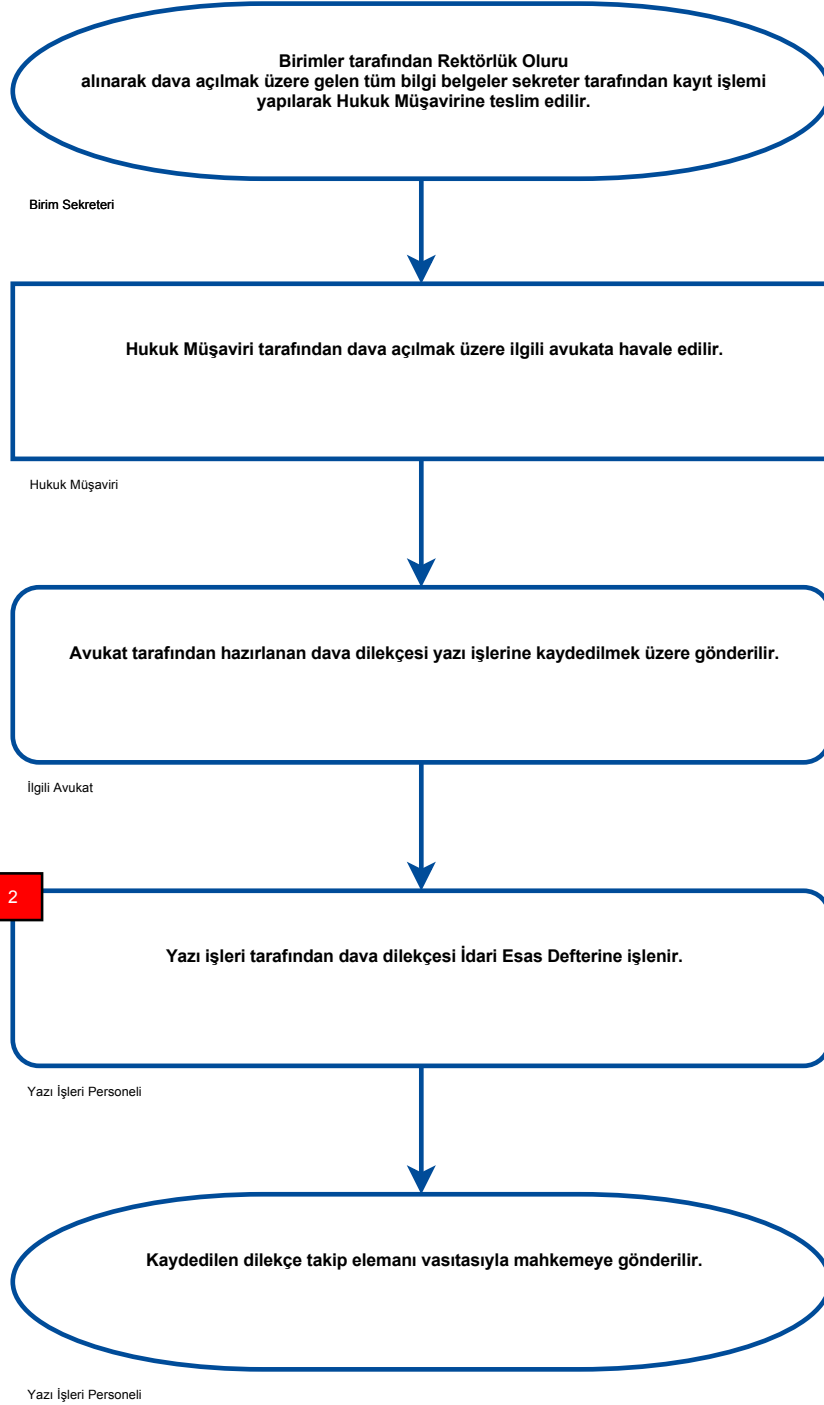 Birimler tarafından Rektörlük Oluru
alınarak dava açılmak üzere gelen tüm bilgi belgeler sekreter tarafından kayıt işlemi
yapılarak Hukuk Müşavirine teslim edilir.
Birim Sekreteri
Hukuk Müşaviri tarafından dava açılmak üzere ilgili avukata havale edilir.
Hukuk Müşaviri
Avukat tarafından hazırlanan dava dilekçesi yazı işlerine kaydedilmek üzere gönderilir.
İlgili Avukat
2
Yazı işleri tarafından dava dilekçesi İdari Esas Defterine işlenir.
Yazı İşleri Personeli
Kaydedilen dilekçe takip elemanı vasıtasıyla mahkemeye gönderilir.
Yazı İşleri Personeli